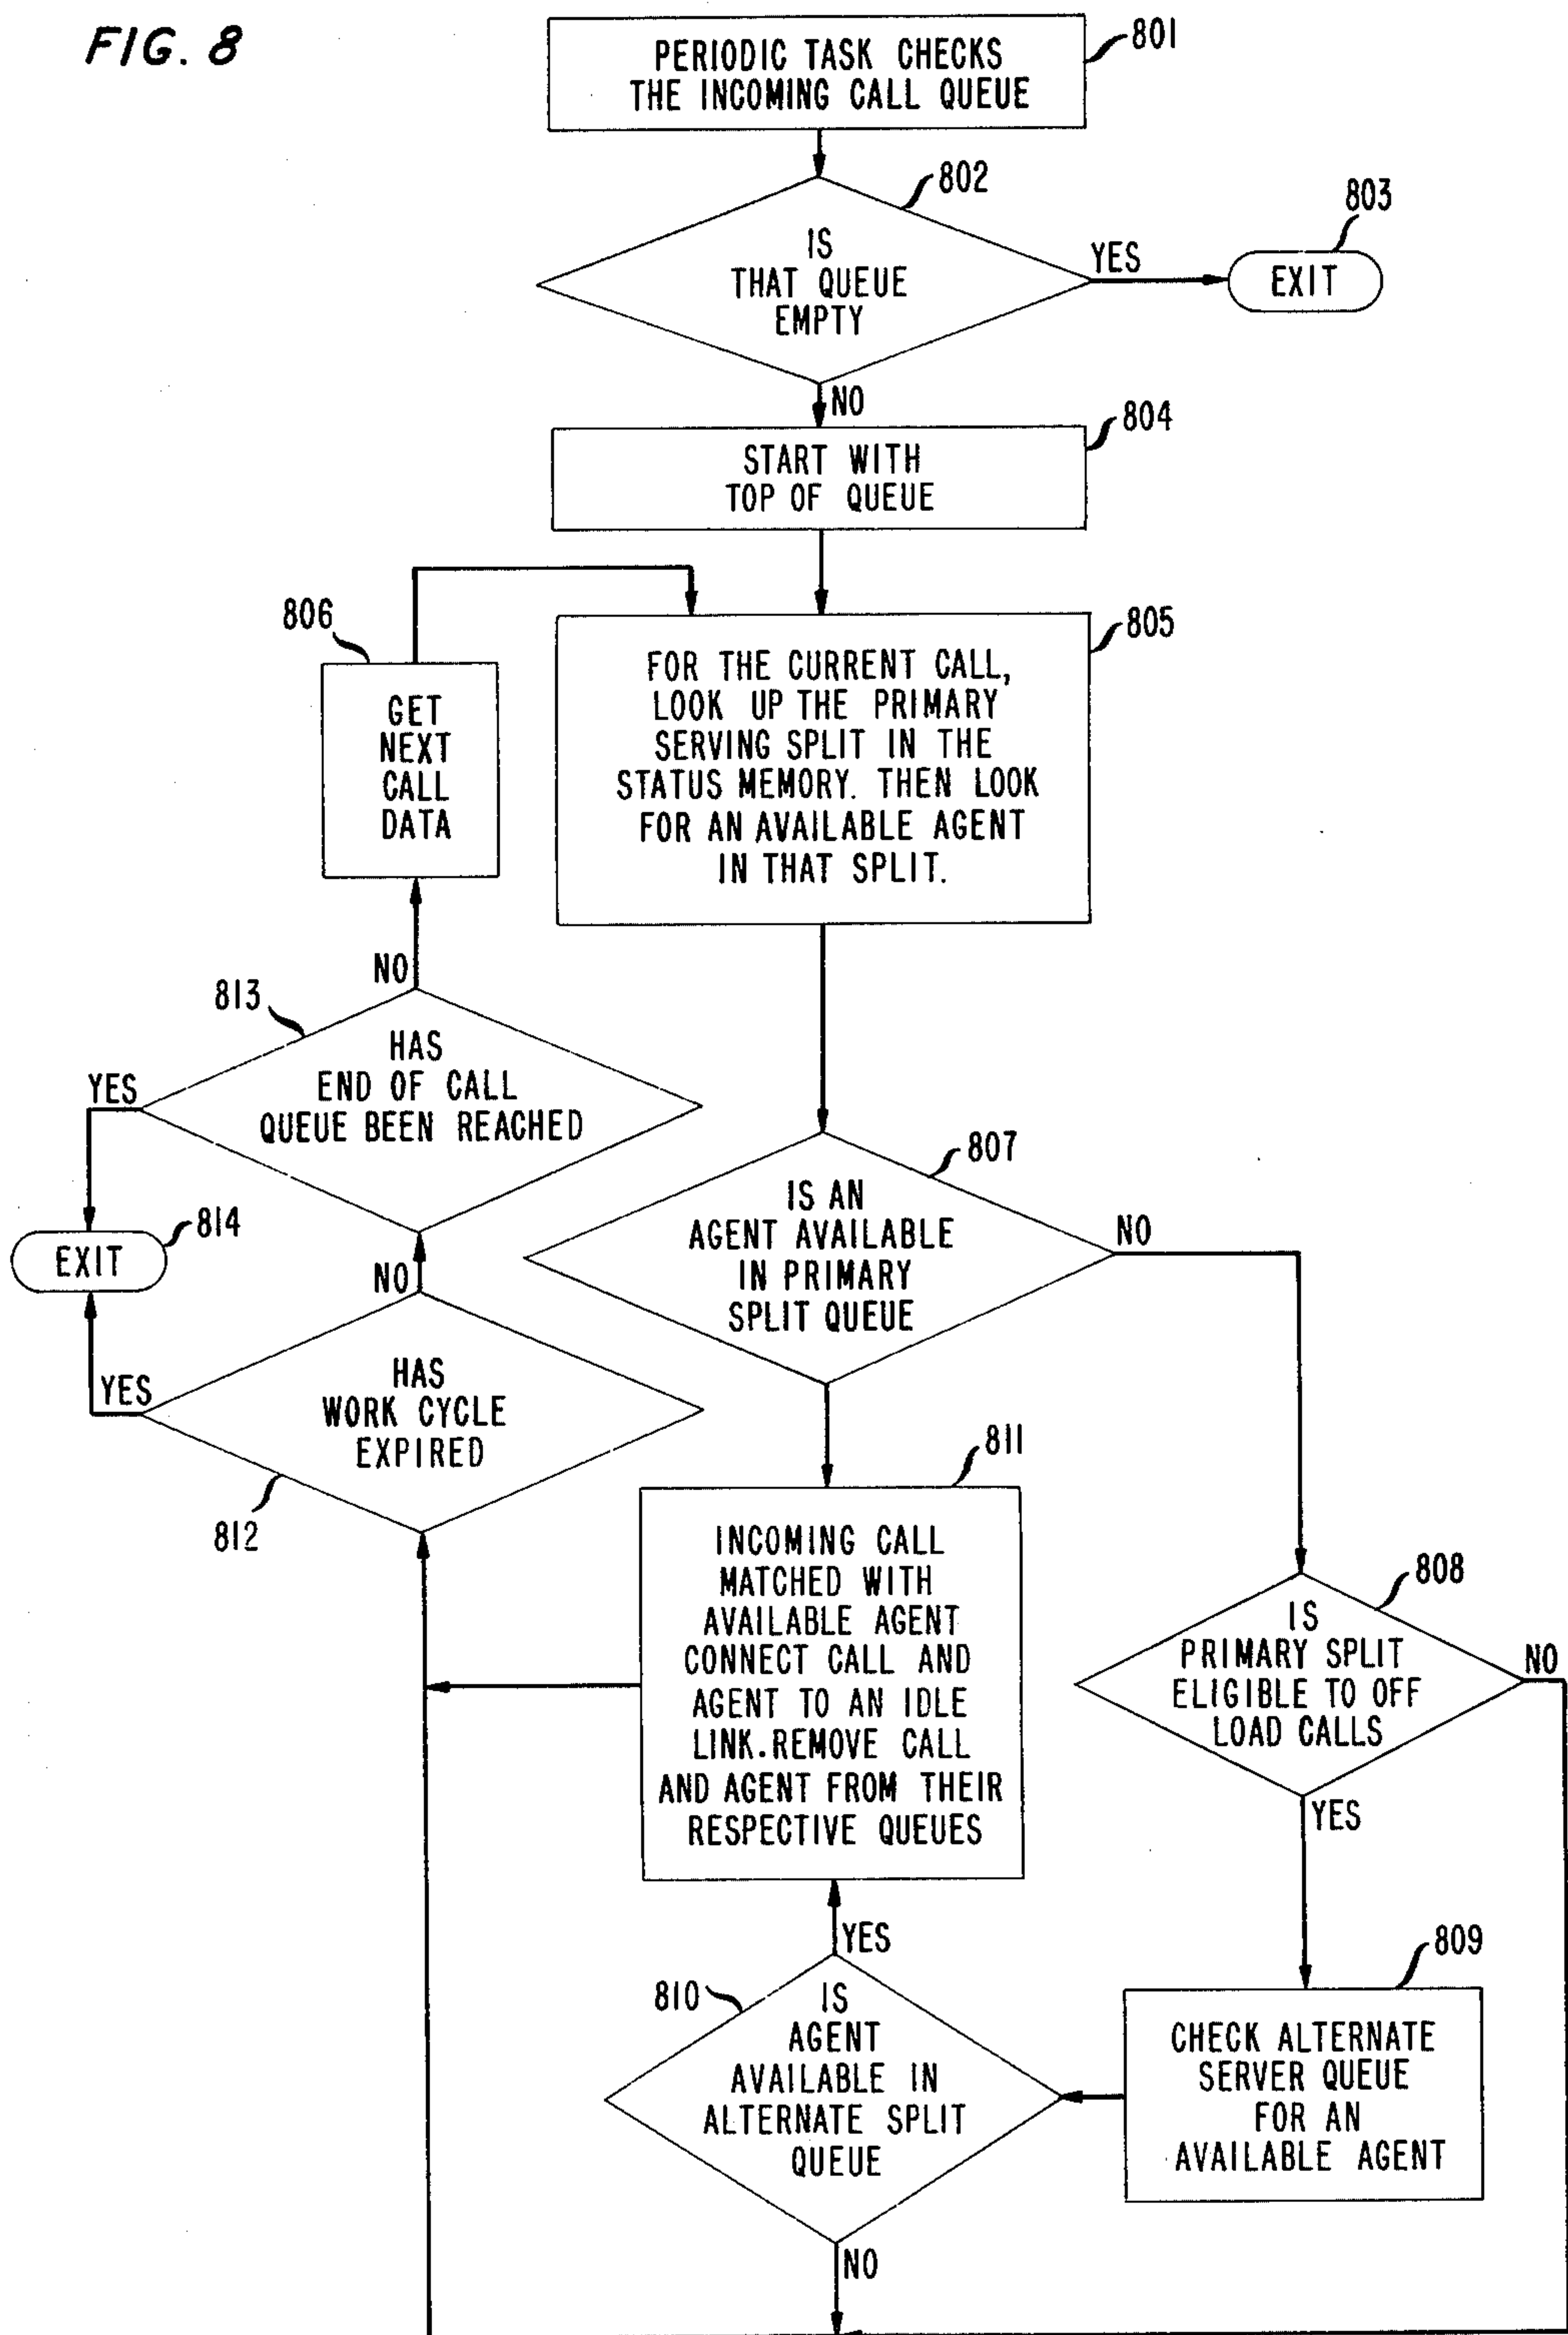 FIG. 8
801
PERIODIC TASK CHECKS
THE INCOMING CALL QUEUE
802
IS
THAT QUEUE
EMPTY
YES
803
EXIT
NO
804
START WITH
TOP OF QUEUE
805
FOR THE CURRENT CALL,
LOOK UP THE PRIMARY
SERVING SPLIT IN THE
STATUS MEMORY. THEN LOOK
FOR AN AVAILABLE AGENT
IN THAT SPLIT.
806
GET
NEXT
CALL
DATA
NO
813
HAS
END OF CALL
QUEUE BEEN REACHED
YES
814
EXIT
NO
YES
HAS
WORK CYCLE
EXPIRED
812
807
IS AN
AGENT AVAILABLE
IN PRIMARY
SPLIT QUEUE
NO
811
INCOMING CALL
MATCHED WITH
AVAILABLE AGENT
CONNECT CALL AND
AGENT TO AN IDLE
LINK.REMOVE CALL
AND AGENT FROM THEIR
RESPECTIVE QUEUES
808
IS
PRIMARY SPLIT
ELIGIBLE TO OFF
LOAD CALLS
NO
YES
809
CHECK ALTERNATE
SERVER QUEUE
FOR AN
AVAILABLE AGENT
YES
810
IS
AGENT
AVAILABLE IN
ALTERNATE SPLIT
QUEUE
NO